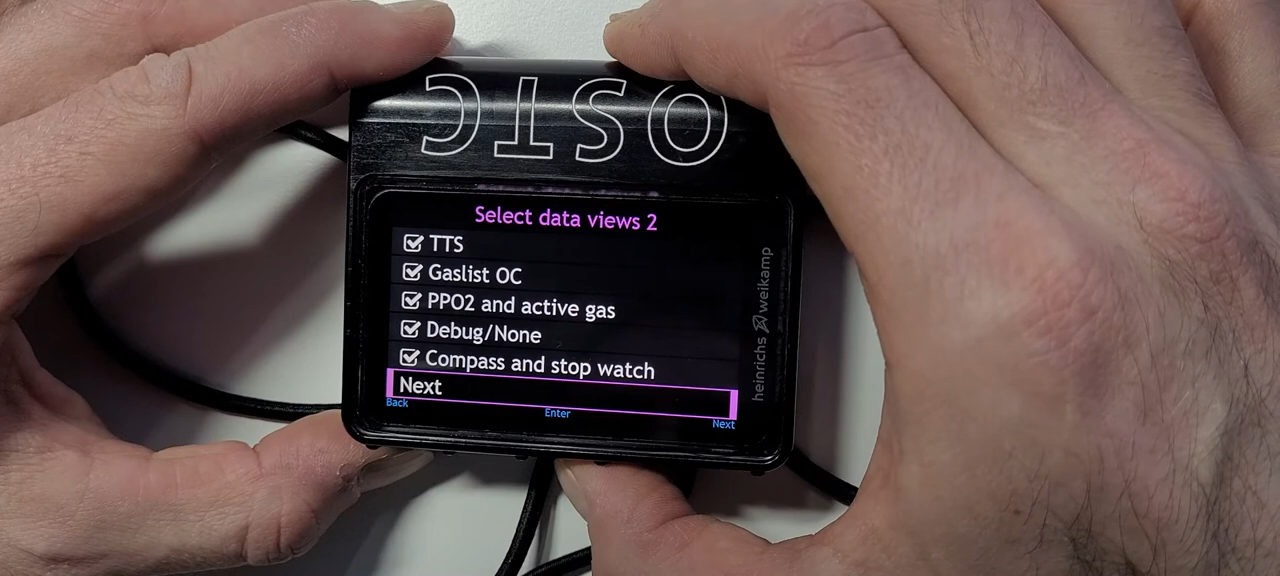 OSTC
Select data views 2
TTS
Gaslist OC
PPO2 and active gas
Debug/None
Compass and stop watch
Next
Back
Enter
Next
heinrichs weikamp